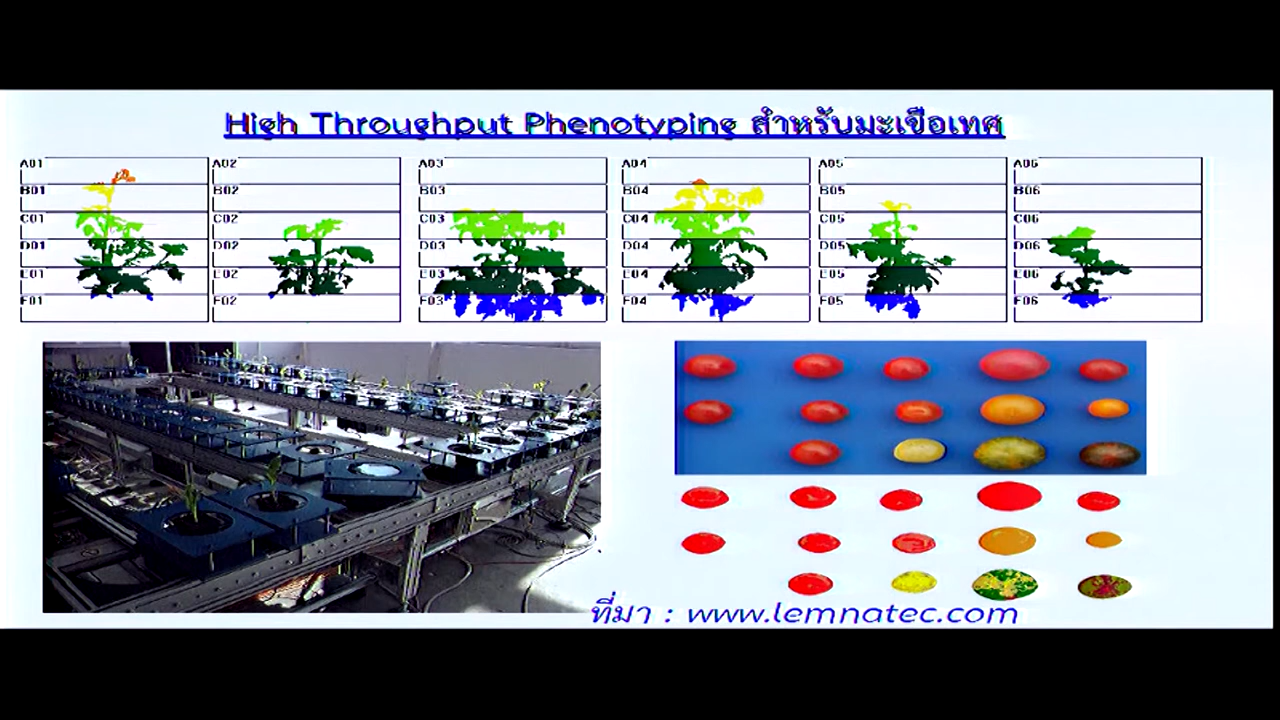 High Throughput Phenotyping สำหรับมะเขือเทศ
A01 A02 A03 A04 A05 A06
B01 B02 B03 B04 B05 B06
C01 C02 C03 C04 C05 C06
D01 D02 D03 D04 D05 D06
E01 E02 E03 E04 E05 E06
F01 F02 F03 F04 F05 F06
ที่มา : www.lemnatec.com